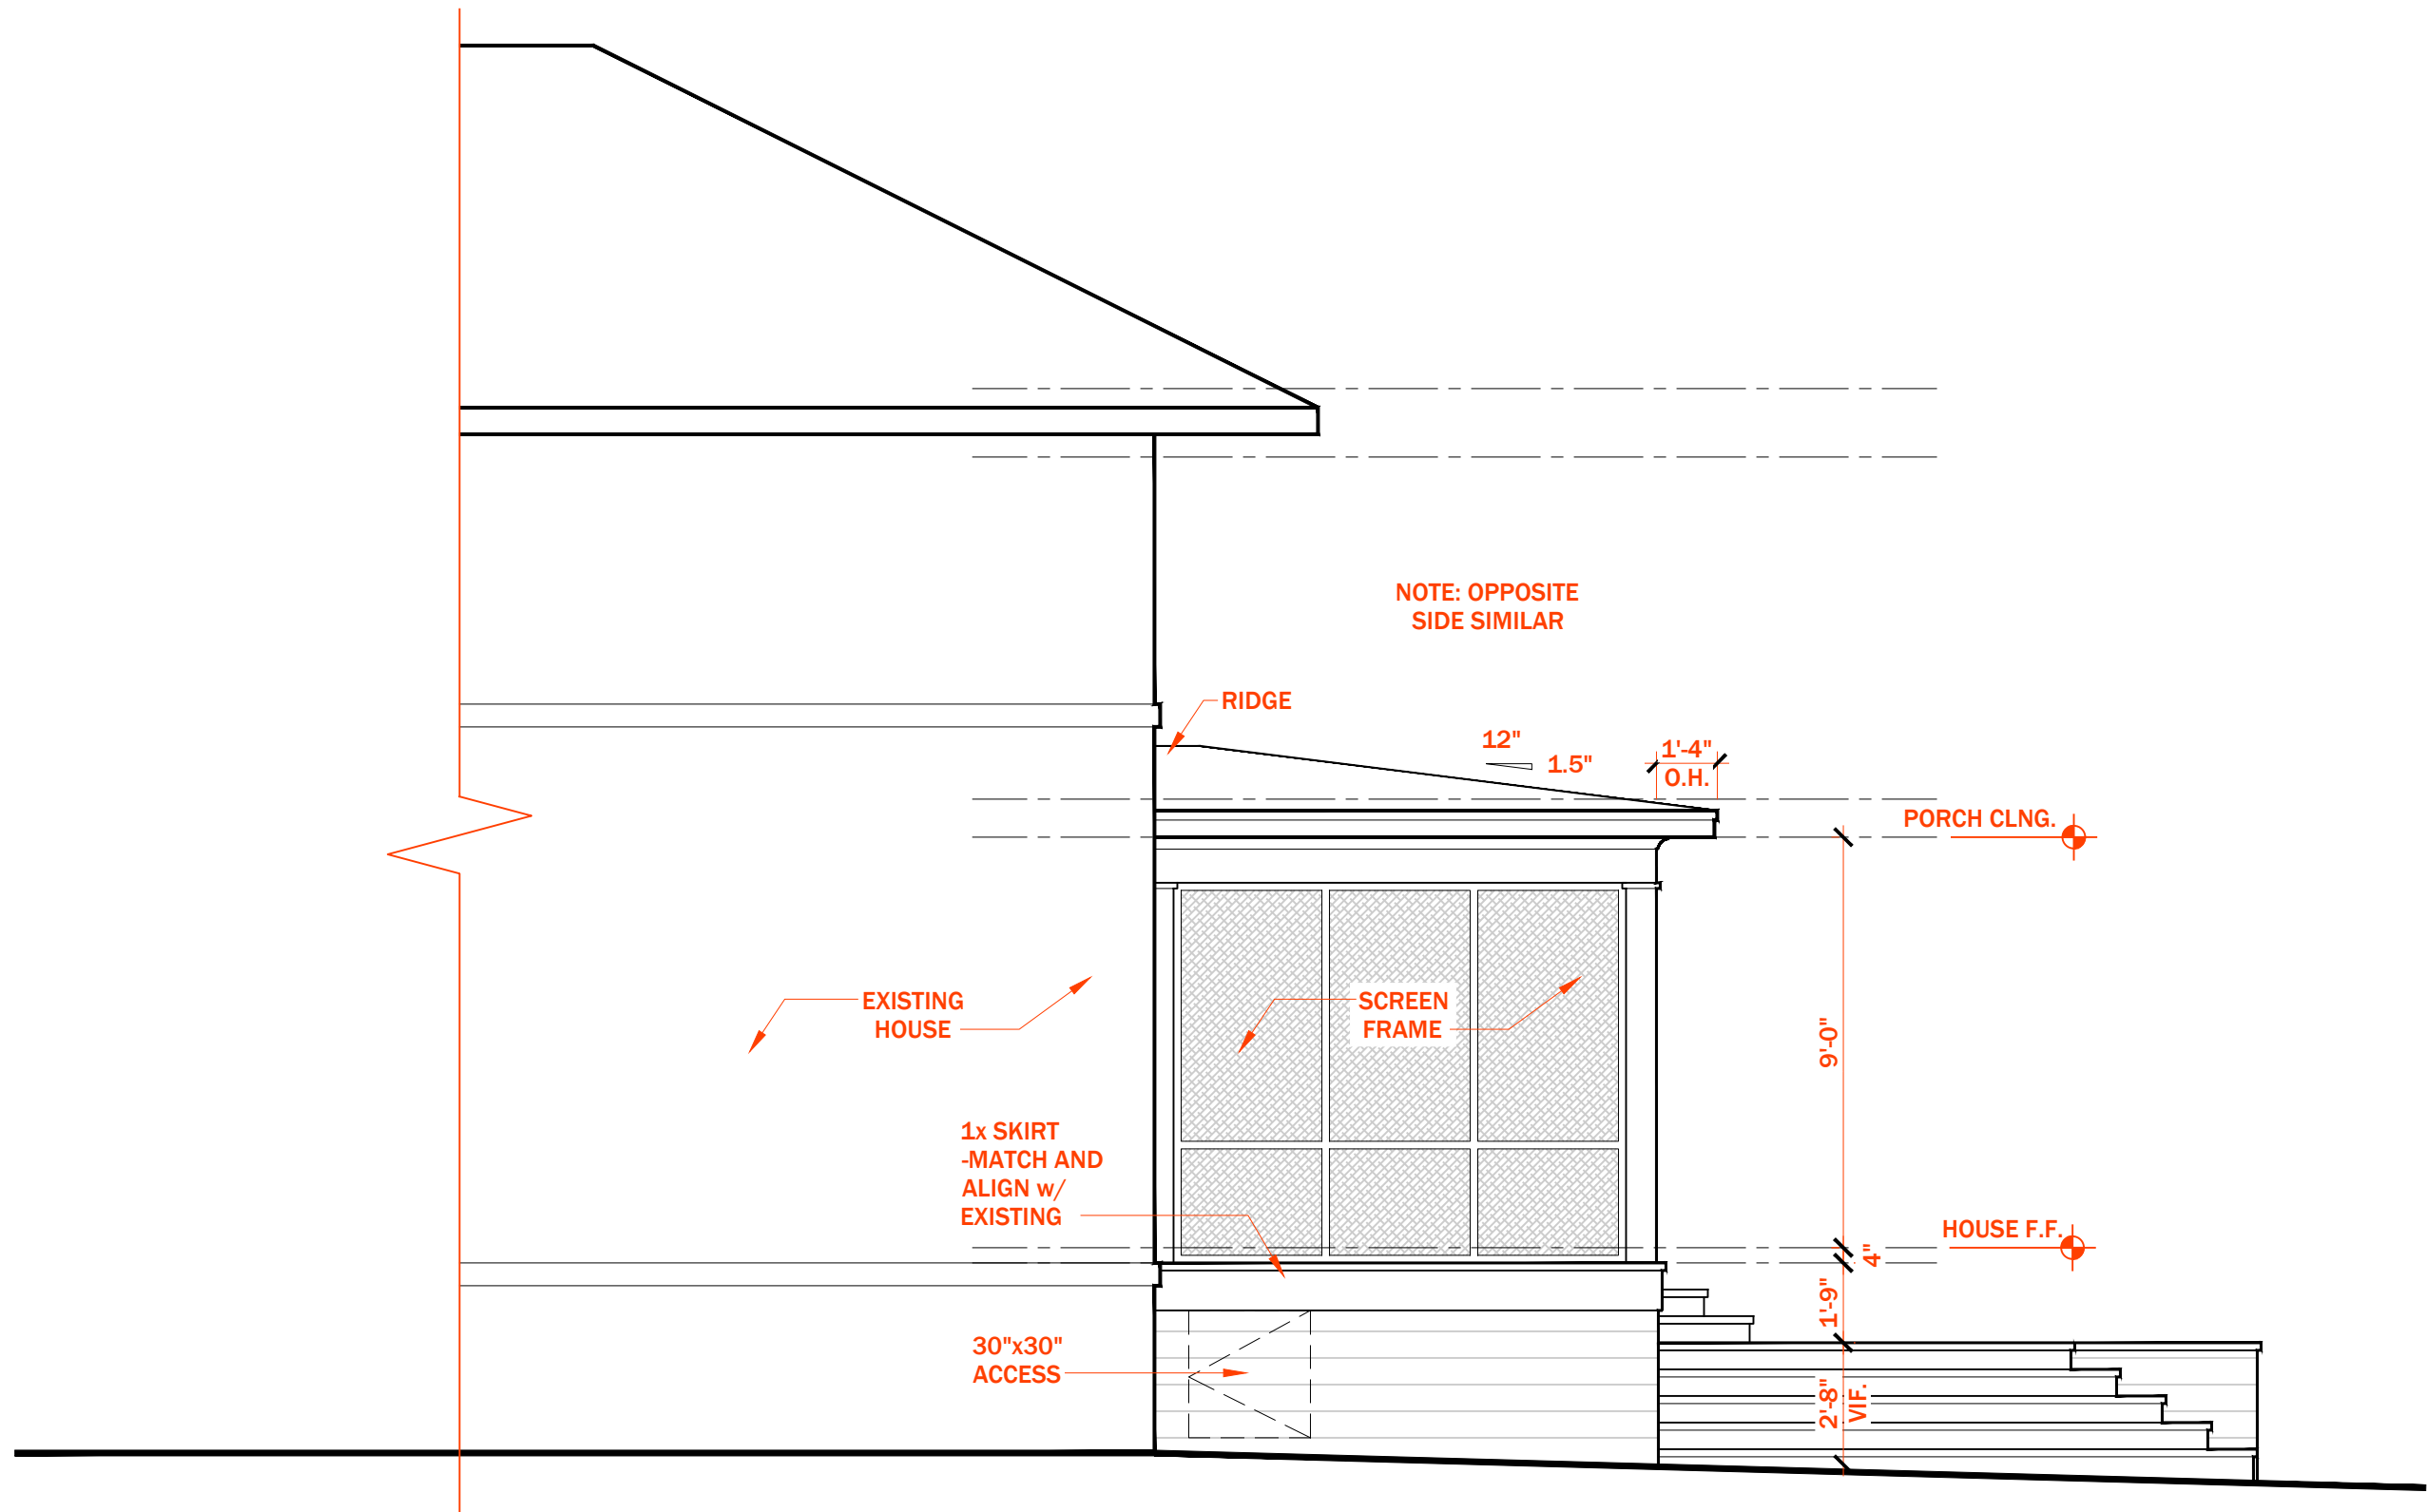 NOTE: OPPOSITE
SIDE SIMILAR
RIDGE
12"
1.5"
1'-4"
O.H.
PORCH CLNG.
EXISTING
HOUSE
SCREEN
FRAME
9'-0"
1x SKIRT
-MATCH AND
ALIGN w/
EXISTING
HOUSE F.F.
4"
1'-9"
30"x30"
ACCESS
2'-8"
VIF.